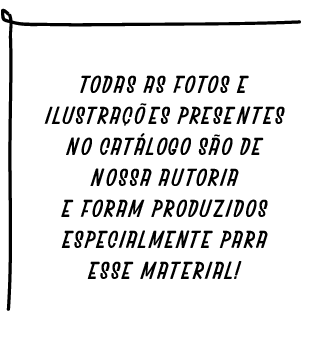 TODAS AS FOTOS E
ILUSTRAÇÕES PRESENTES
NO CATÁLOGO SÃO DE
NOSSA AUTORIA
E FORAM PRODUZIDOS
ESPECIALMENTE PARA
ESSE MATERIAL!